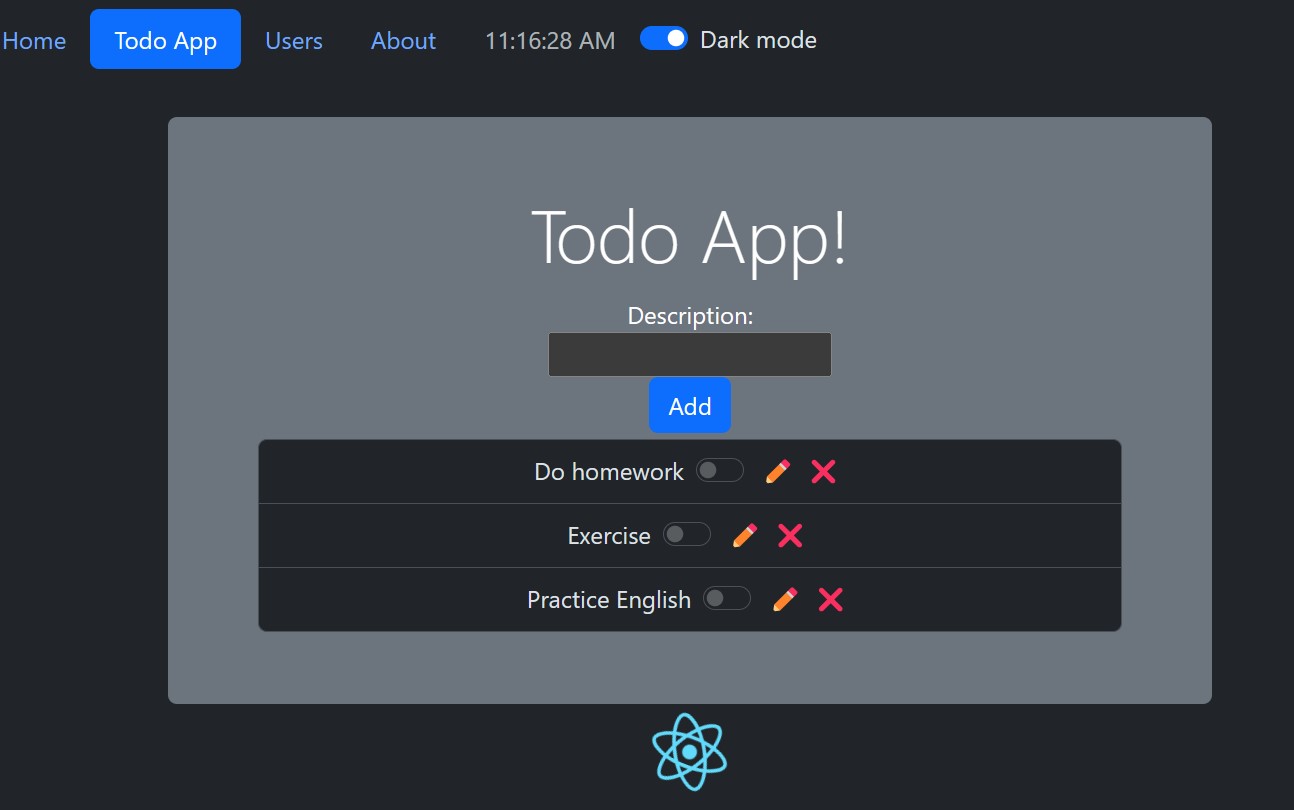 Home Todo App Users About 11:16:28 AM Dark mode
Todo App!
Description:
Add
Do homework
Exercise
Practice English